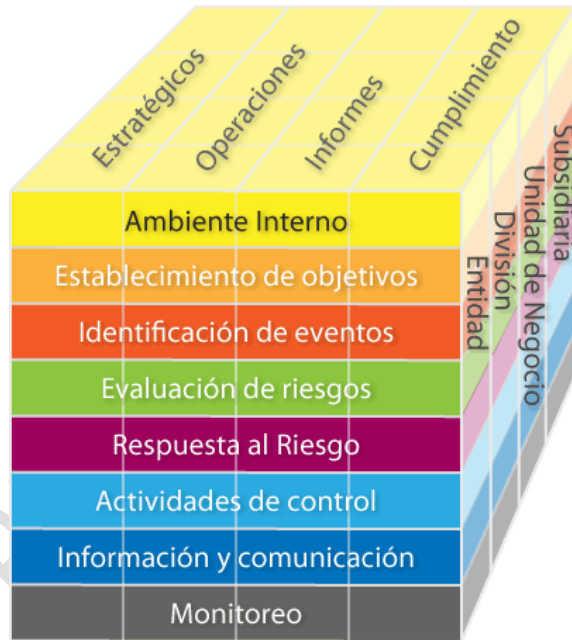 Estratégicos
Operaciones
Informes
Cumplimiento
Ambiente Interno
Establecimiento de objetivos
Identificación de eventos
Evaluación de riesgos
Respuesta al Riesgo
Actividades de control
Información y comunicación
Monitoreo
Entidad
División
Unidad de Negocio
Subsidiaria